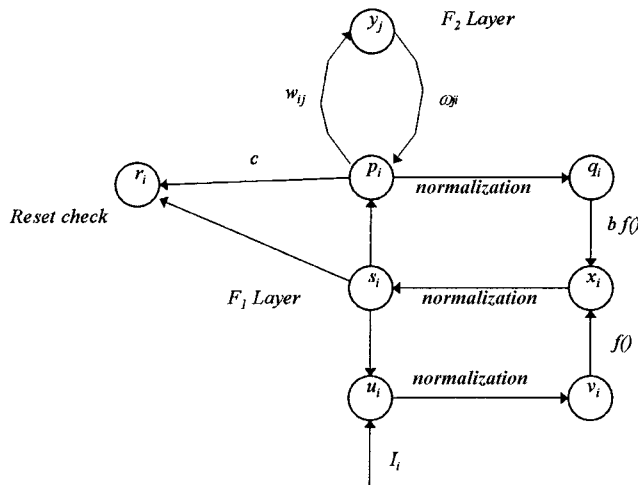 y_j
F_2 Layer
w_ij
ω_ji
c
r_i
p_i
normalization
q_i
Reset check
b f()
s_i
normalization
x_i
F_1 Layer
f()
normalization
u_i
v_i
I_i